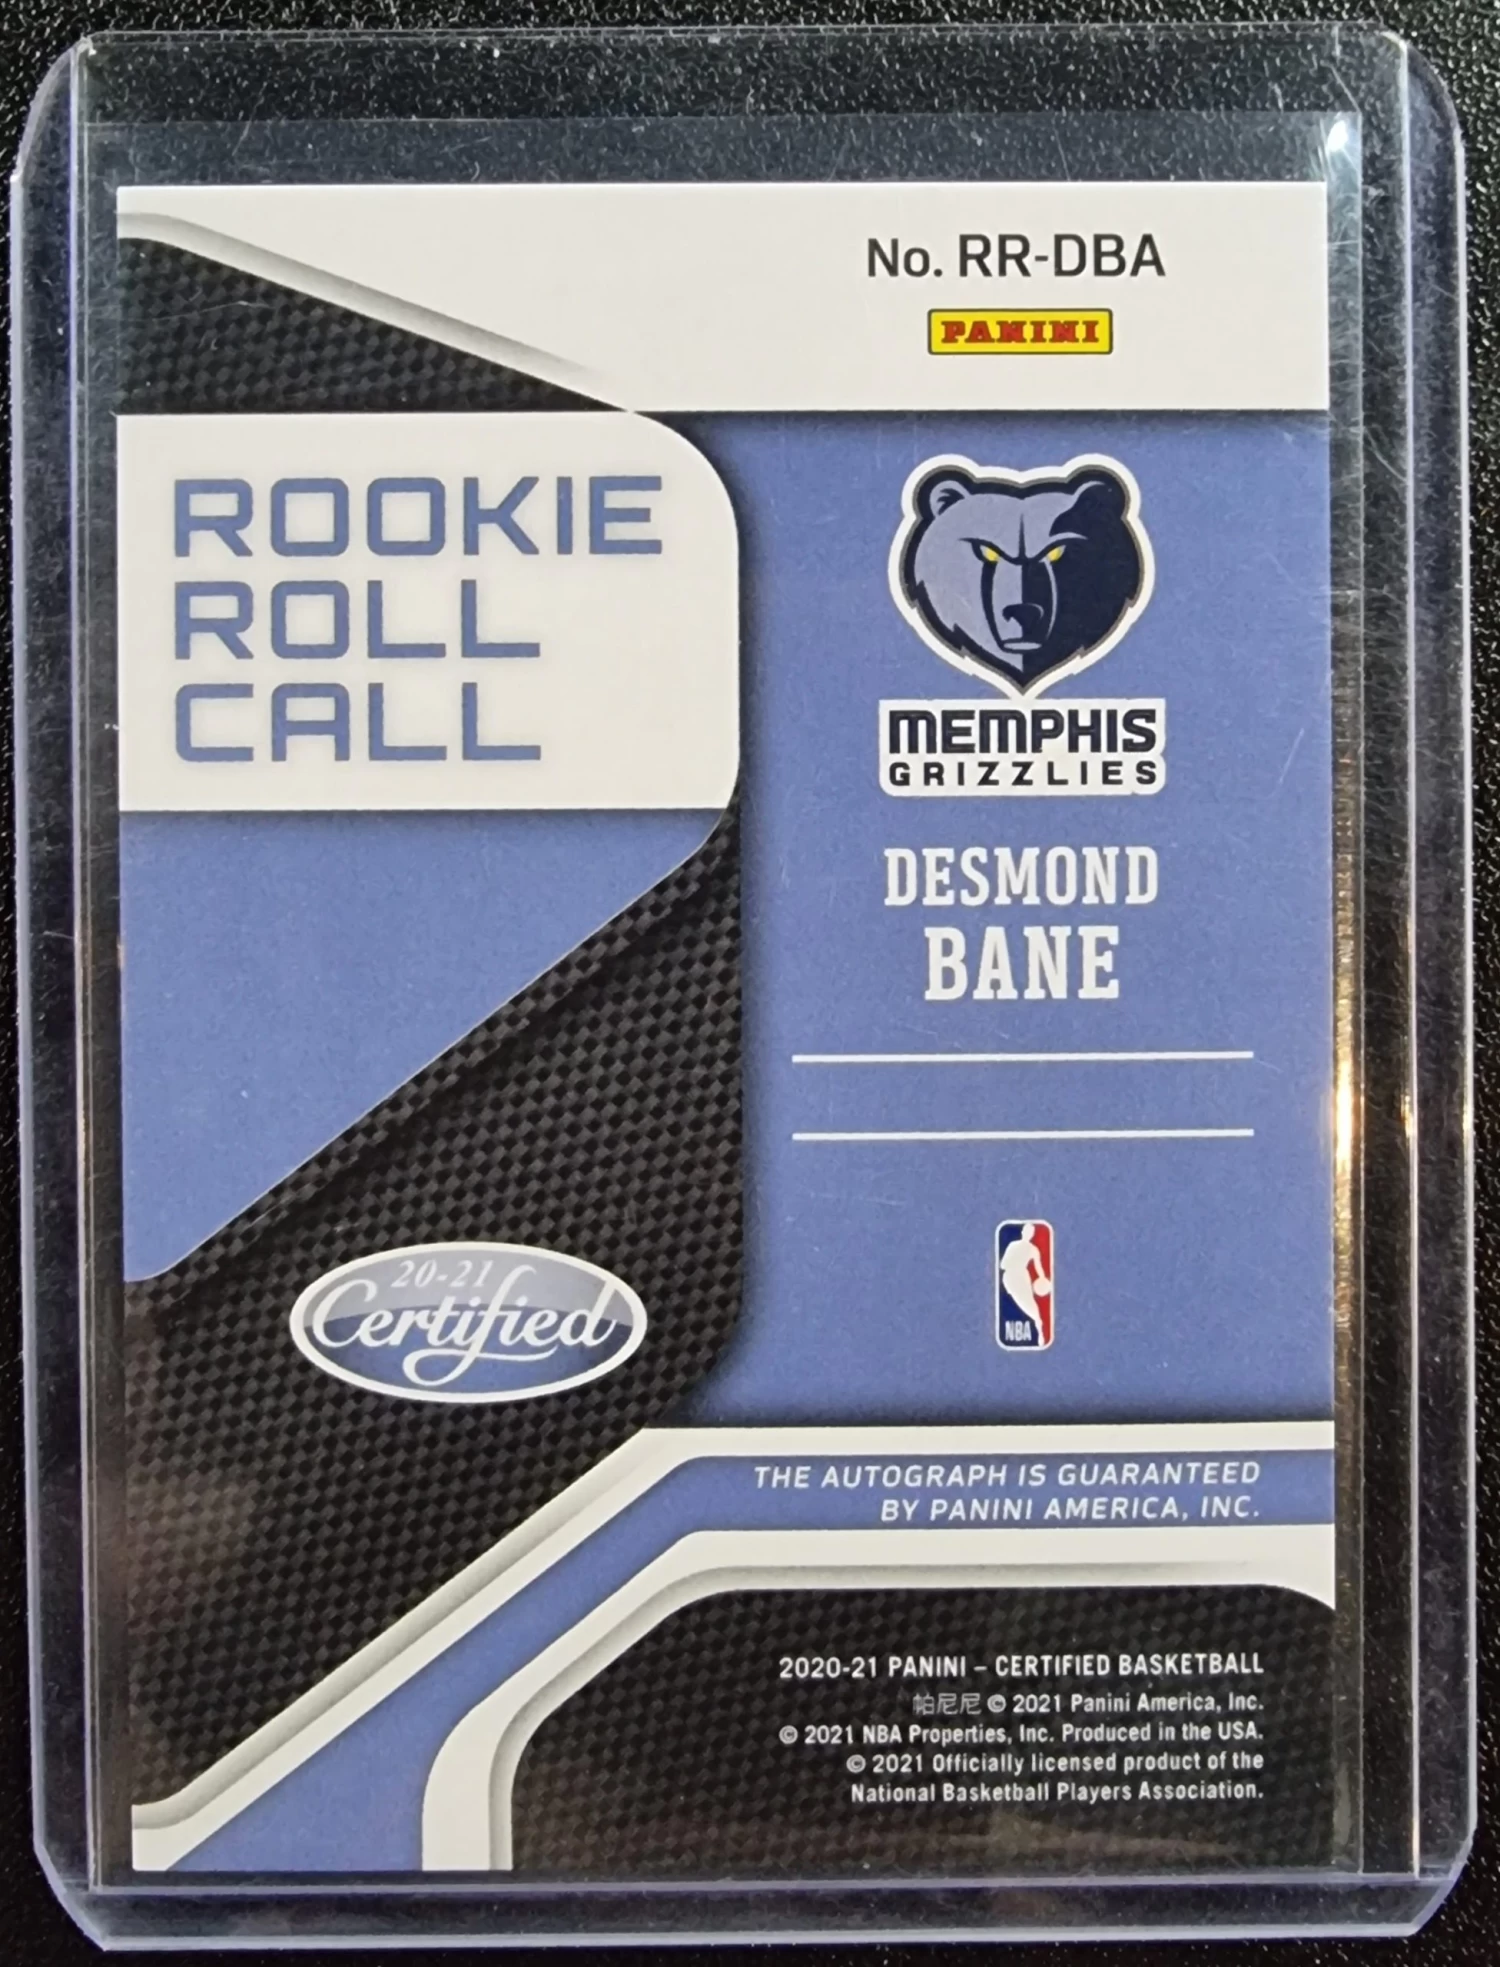 No. RR-DBA
PANINI
ROOKIE
ROLL
CALL
MEMPHIS
GRIZZLIES
DESMOND
BANE
20-21
Certified
NBA
THE AUTOGRAPH IS GUARANTEED
BY PANINI AMERICA, INC.
2020-21 PANINI – CERTIFIED BASKETBALL
帕尼尼 © 2021 Panini America, Inc.
© 2021 NBA Properties, Inc. Produced in the USA.
© 2021 Officially licensed product of the
National Basketball Players Association.